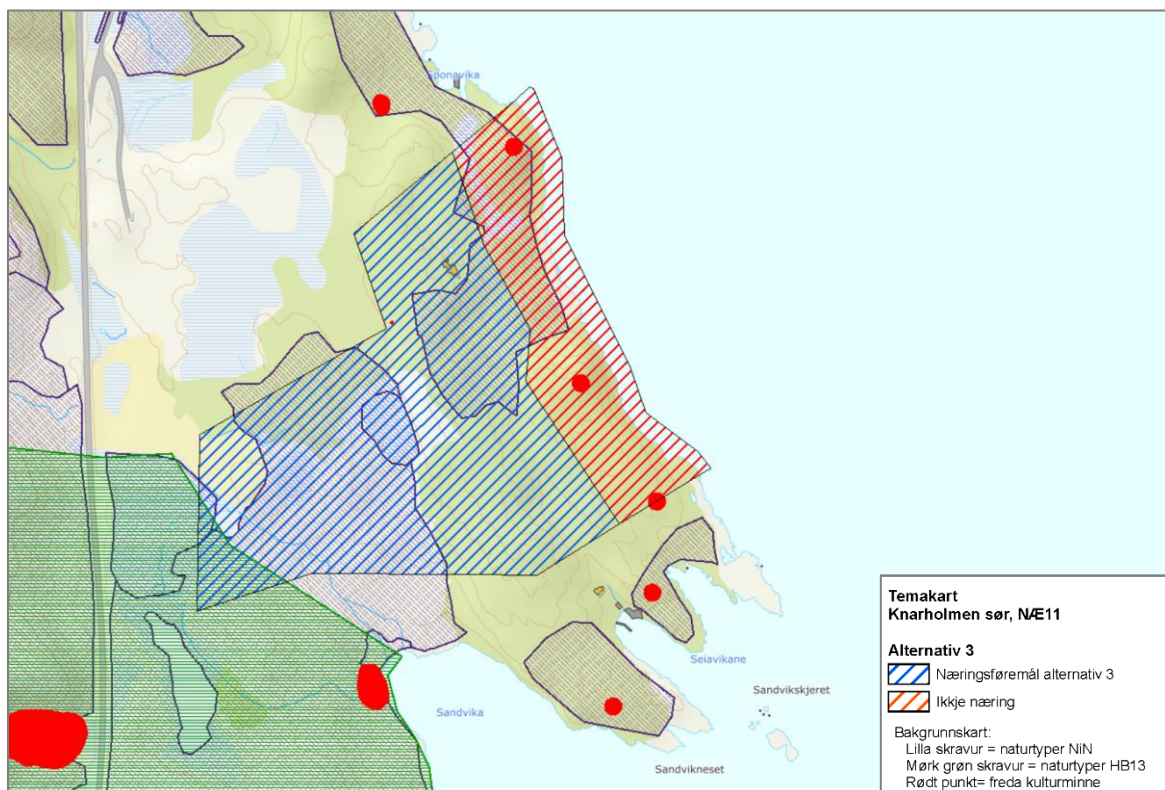 Sponavika
Seiavikane
Sandvikskjeret
Sandvika
Sandvikneset
Temakart
Knarholmen sør, NÆ11
Alternativ 3
Næringsføremål alternativ 3
Ikkje næring
Bakgrunnskart:
Lilla skravur = naturtyper NiN
Mørk grøn skravur = naturtyper HB13
Rødt punkt= freda kulturminne